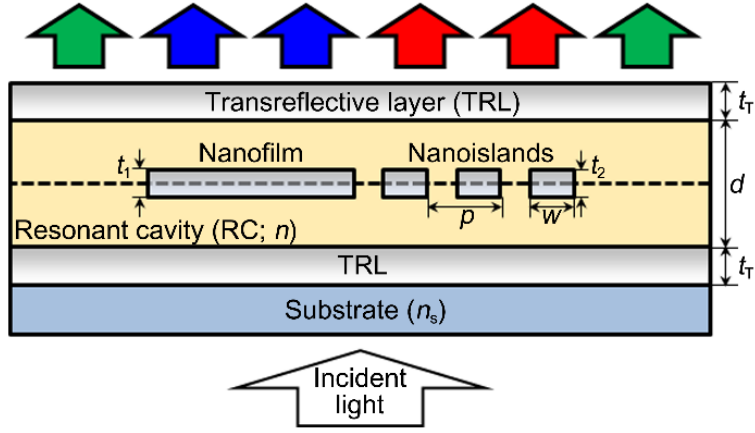 Transreflective layer (TRL)
t_T
Nanofilm
Nanoislands
t_1
t_2
d
p
w
Resonant cavity (RC; n)
TRL
t_T
Substrate (n_s)
Incident
light